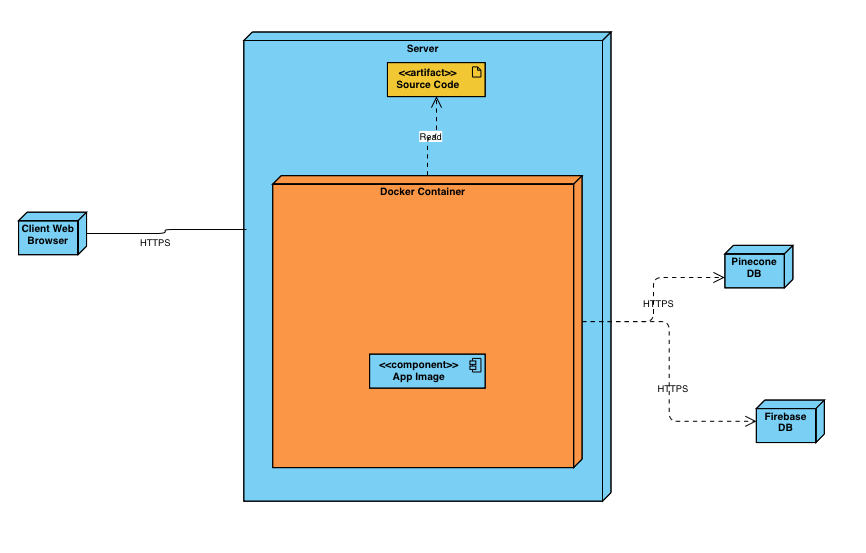 Server
<<artifact>>
Source Code
Read
Docker Container
Client Web
Browser
HTTPS
Pinecone
DB
HTTPS
<<component>>
App Image
HTTPS
Firebase
DB